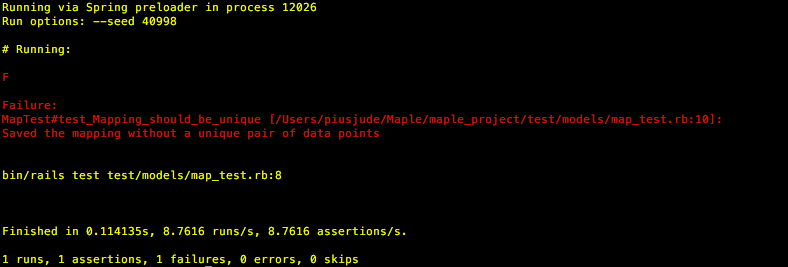 Running via Spring preloader in process 12026
Run options: --seed 40998
# Running:
F
Failure:
MapTest#test_Mapping_should_be_unique [/Users/piusjude/Maple/maple_project/test/models/map_test.rb:10]:
Saved the mapping without a unique pair of data points
bin/rails test test/models/map_test.rb:8
Finished in 0.114135s, 8.7616 runs/s, 8.7616 assertions/s.
1 runs, 1 assertions, 1 failures, 0 errors, 0 skips